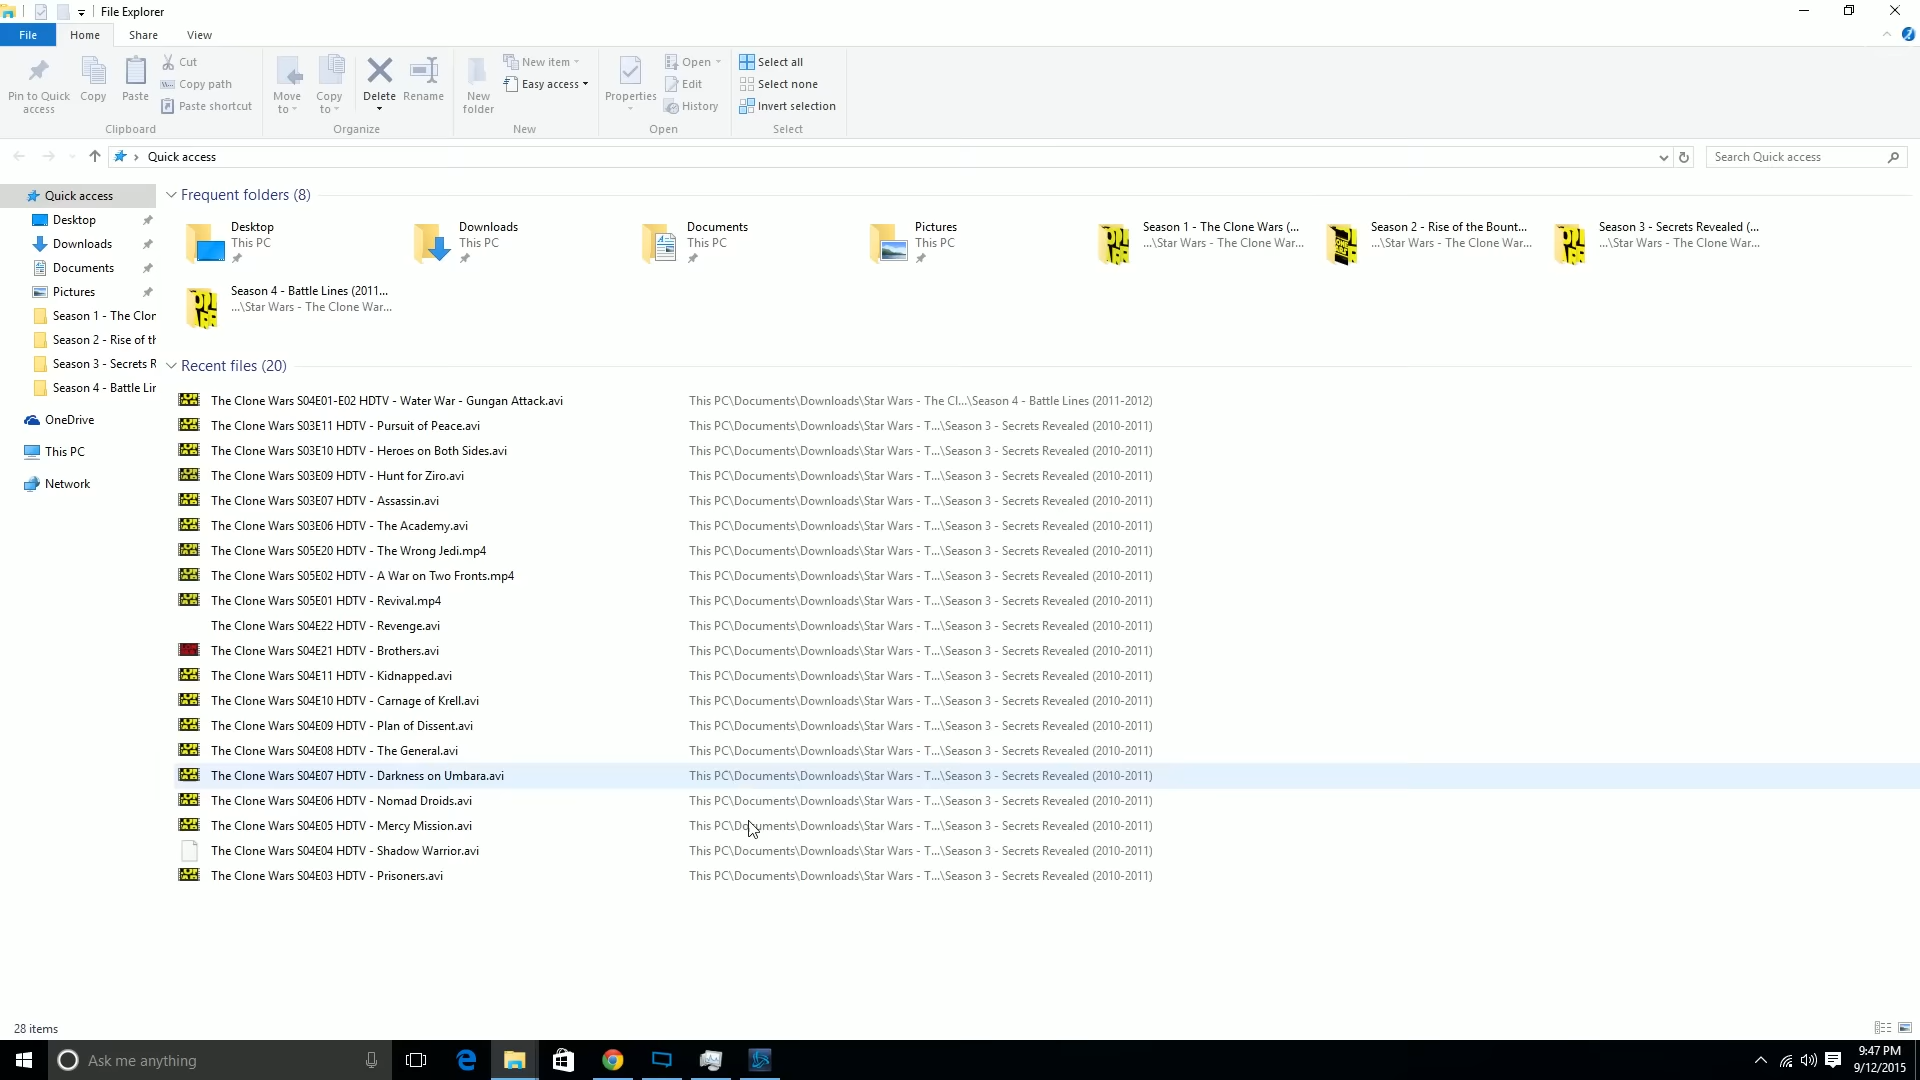 File Explorer
File Home Share View
Pin to Quick access
Copy
Paste
Cut
Copy path
Paste shortcut
Clipboard
Move to
Copy to
Delete
Rename
Organize
New folder
New item
Easy access
New
Properties
Open
Edit
History
Open
Select all
Select none
Invert selection
Select
Quick access
Search Quick access
Quick access
Desktop
Downloads
Documents
Pictures
Season 1 - The Clor
Season 2 - Rise of th
Season 3 - Secrets R
Season 4 - Battle Lir
OneDrive
This PC
Network
Frequent folders (8)
Desktop
This PC
Downloads
This PC
Documents
This PC
Pictures
This PC
Season 1 - The Clone Wars (...
...\Star Wars - The Clone War...
Season 2 - Rise of the Bount...
...\Star Wars - The Clone War...
Season 3 - Secrets Revealed (...
...\Star Wars - The Clone War...
Season 4 - Battle Lines (2011...
...\Star Wars - The Clone War...
Recent files (20)
The Clone Wars S04E01-E02 HDTV - Water War - Gungan Attack.avi This PC\Documents\Downloads\Star Wars - The Cl...\Season 4 - Battle Lines (2011-2012)
The Clone Wars S03E11 HDTV - Pursuit of Peace.avi This PC\Documents\Downloads\Star Wars - T...\Season 3 - Secrets Revealed (2010-2011)
The Clone Wars S03E10 HDTV - Heroes on Both Sides.avi This PC\Documents\Downloads\Star Wars - T...\Season 3 - Secrets Revealed (2010-2011)
The Clone Wars S03E09 HDTV - Hunt for Ziro.avi This PC\Documents\Downloads\Star Wars - T...\Season 3 - Secrets Revealed (2010-2011)
The Clone Wars S03E07 HDTV - Assassin.avi This PC\Documents\Downloads\Star Wars - T...\Season 3 - Secrets Revealed (2010-2011)
The Clone Wars S03E06 HDTV - The Academy.avi This PC\Documents\Downloads\Star Wars - T...\Season 3 - Secrets Revealed (2010-2011)
The Clone Wars S05E20 HDTV - The Wrong Jedi.mp4 This PC\Documents\Downloads\Star Wars - T...\Season 3 - Secrets Revealed (2010-2011)
The Clone Wars S05E02 HDTV - A War on Two Fronts.mp4 This PC\Documents\Downloads\Star Wars - T...\Season 3 - Secrets Revealed (2010-2011)
The Clone Wars S05E01 HDTV - Revival.mp4 This PC\Documents\Downloads\Star Wars - T...\Season 3 - Secrets Revealed (2010-2011)
The Clone Wars S04E22 HDTV - Revenge.avi This PC\Documents\Downloads\Star Wars - T...\Season 3 - Secrets Revealed (2010-2011)
The Clone Wars S04E21 HDTV - Brothers.avi This PC\Documents\Downloads\Star Wars - T...\Season 3 - Secrets Revealed (2010-2011)
The Clone Wars S04E11 HDTV - Kidnapped.avi This PC\Documents\Downloads\Star Wars - T...\Season 3 - Secrets Revealed (2010-2011)
The Clone Wars S04E10 HDTV - Carnage of Krell.avi This PC\Documents\Downloads\Star Wars - T...\Season 3 - Secrets Revealed (2010-2011)
The Clone Wars S04E09 HDTV - Plan of Dissent.avi This PC\Documents\Downloads\Star Wars - T...\Season 3 - Secrets Revealed (2010-2011)
The Clone Wars S04E08 HDTV - The General.avi This PC\Documents\Downloads\Star Wars - T...\Season 3 - Secrets Revealed (2010-2011)
The Clone Wars S04E07 HDTV - Darkness on Umbara.avi This PC\Documents\Downloads\Star Wars - T...\Season 3 - Secrets Revealed (2010-2011)
The Clone Wars S04E06 HDTV - Nomad Droids.avi This PC\Documents\Downloads\Star Wars - T...\Season 3 - Secrets Revealed (2010-2011)
The Clone Wars S04E05 HDTV - Mercy Mission.avi This PC\Documents\Downloads\Star Wars - T...\Season 3 - Secrets Revealed (2010-2011)
The Clone Wars S04E04 HDTV - Shadow Warrior.avi This PC\Documents\Downloads\Star Wars - T...\Season 3 - Secrets Revealed (2010-2011)
The Clone Wars S04E03 HDTV - Prisoners.avi This PC\Documents\Downloads\Star Wars - T...\Season 3 - Secrets Revealed (2010-2011)
28 items
Ask me anything
9:47 PM
9/12/2015